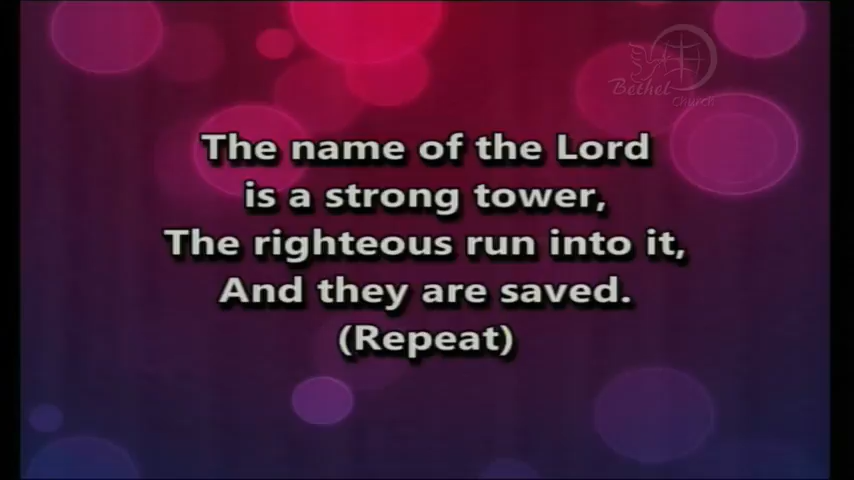 Bethel
Church
The name of the Lord
is a strong tower,
The righteous run into it,
And they are saved.
(Repeat)